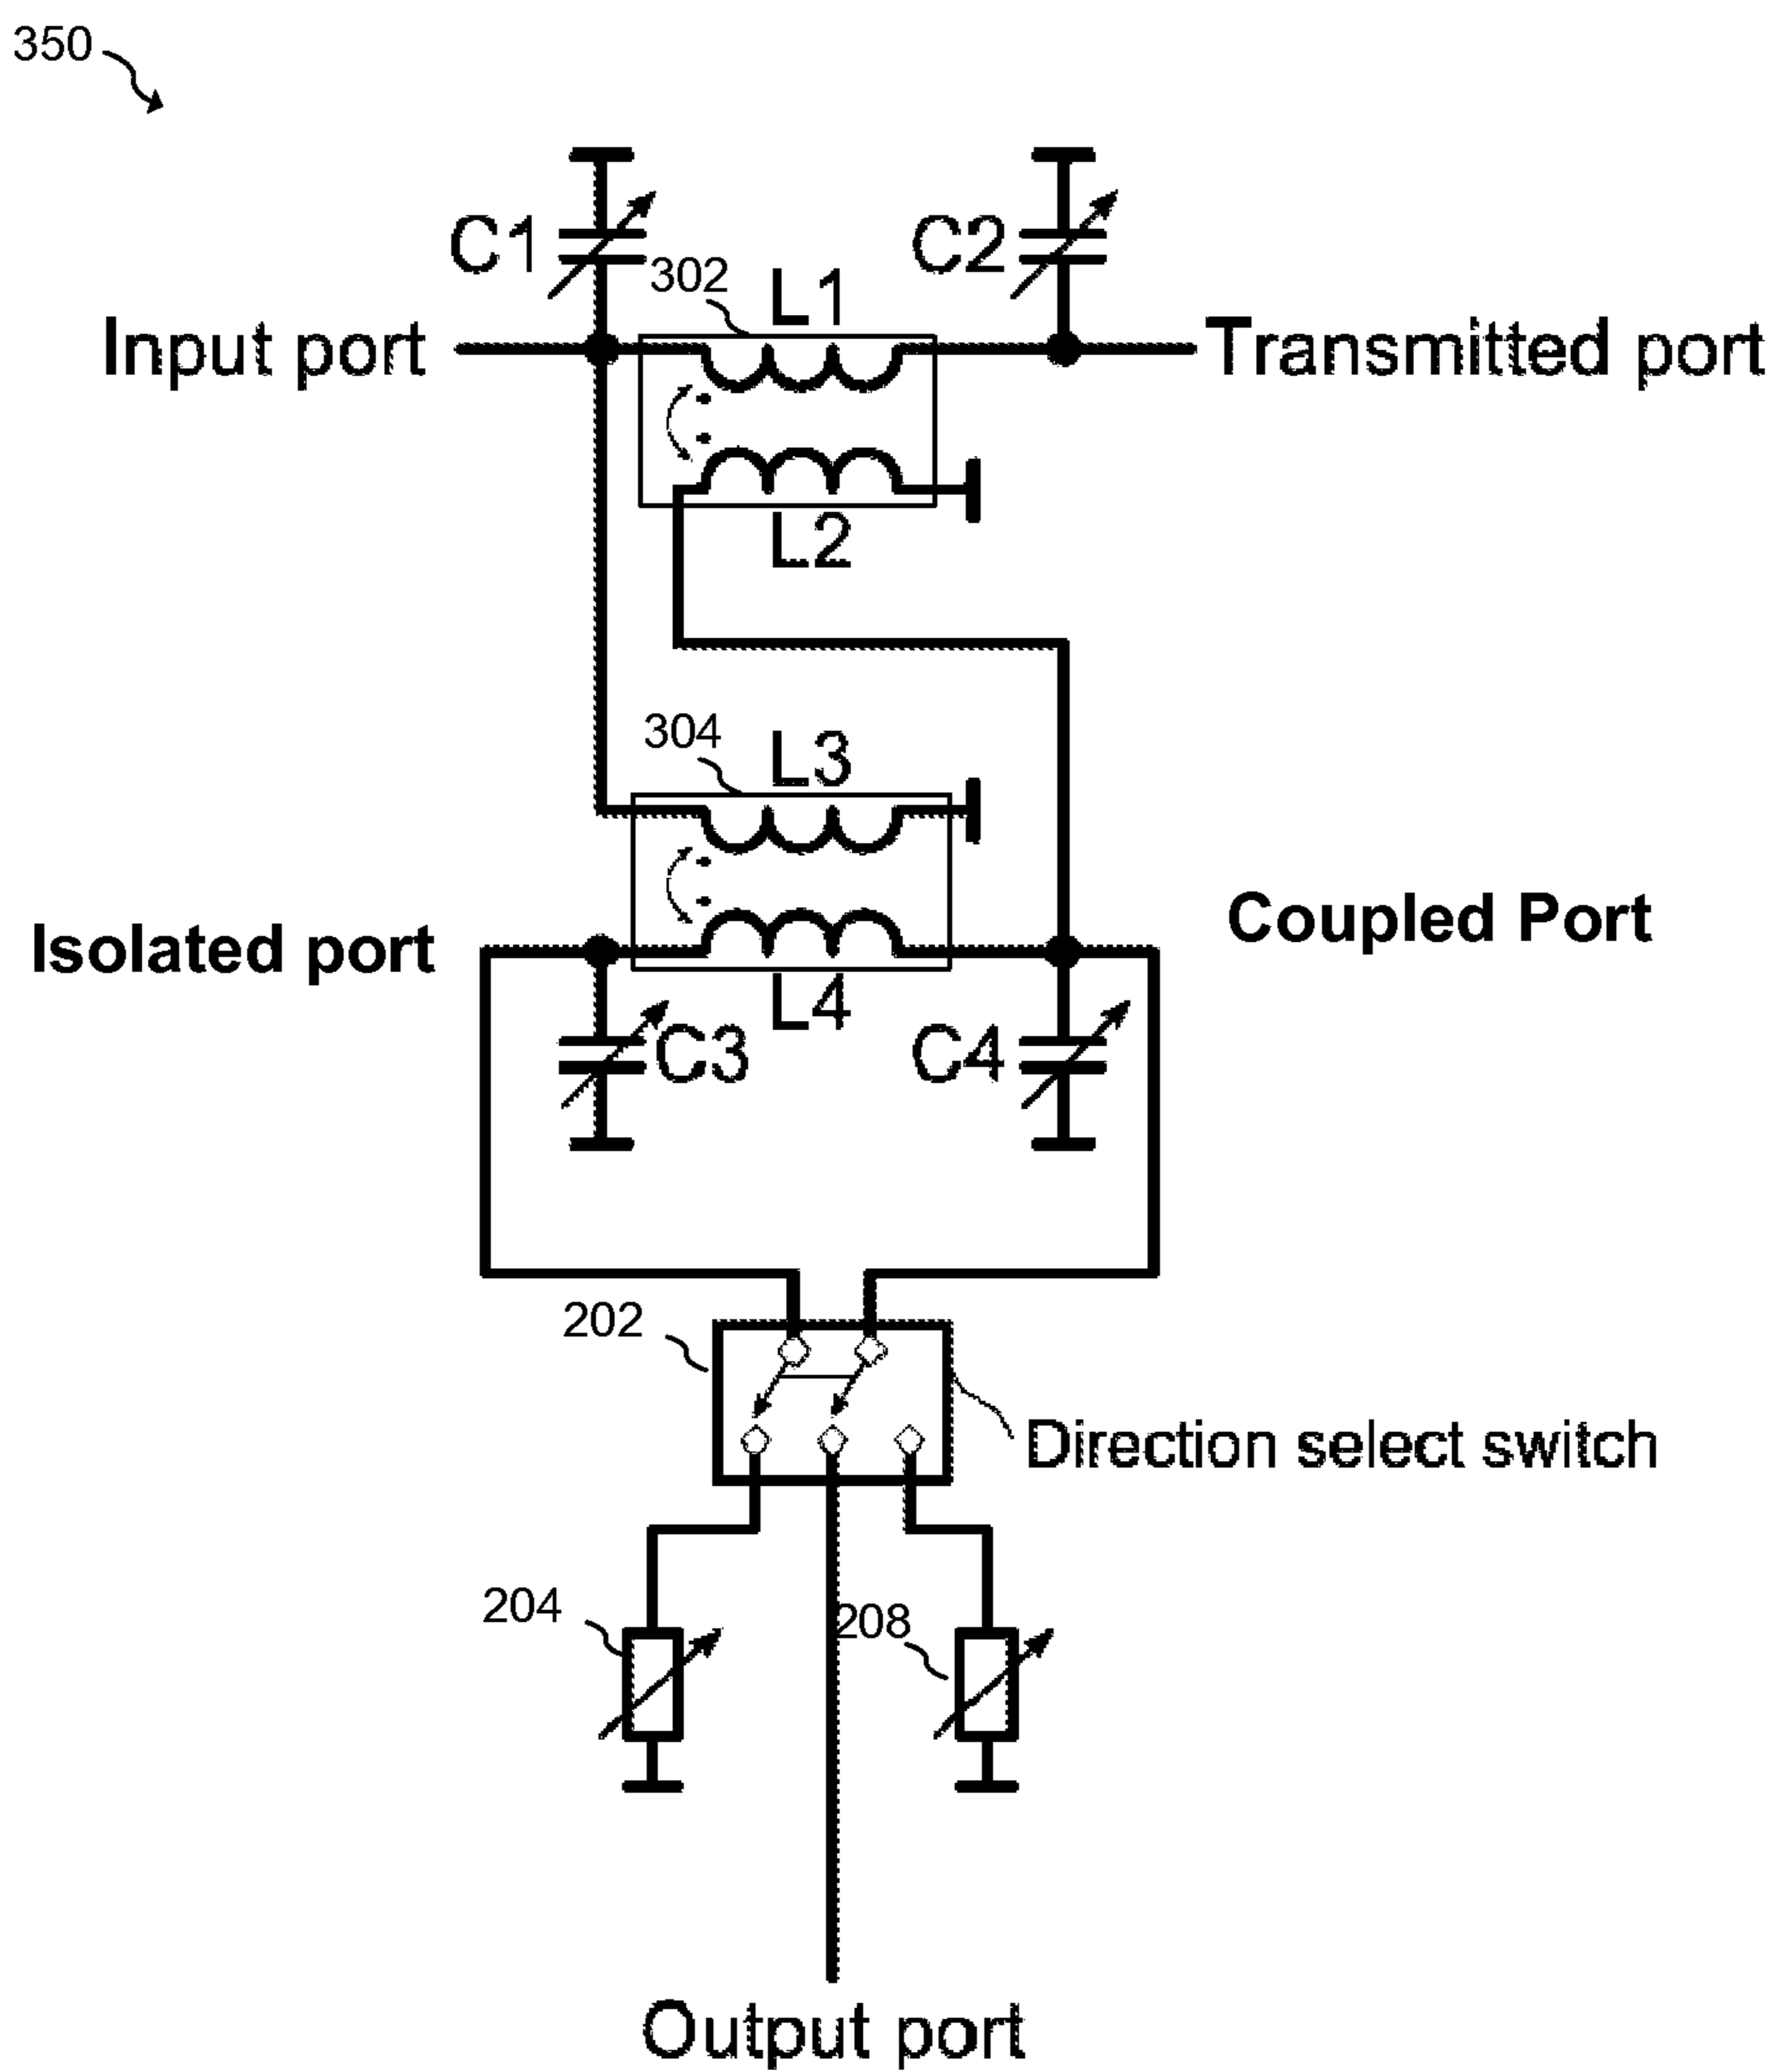 350
C1
C2
302
L1
Input port
Transmitted port
L2
304
L3
Isolated port
Coupled Port
L4
C3
C4
202
Direction select switch
204
208
Output port